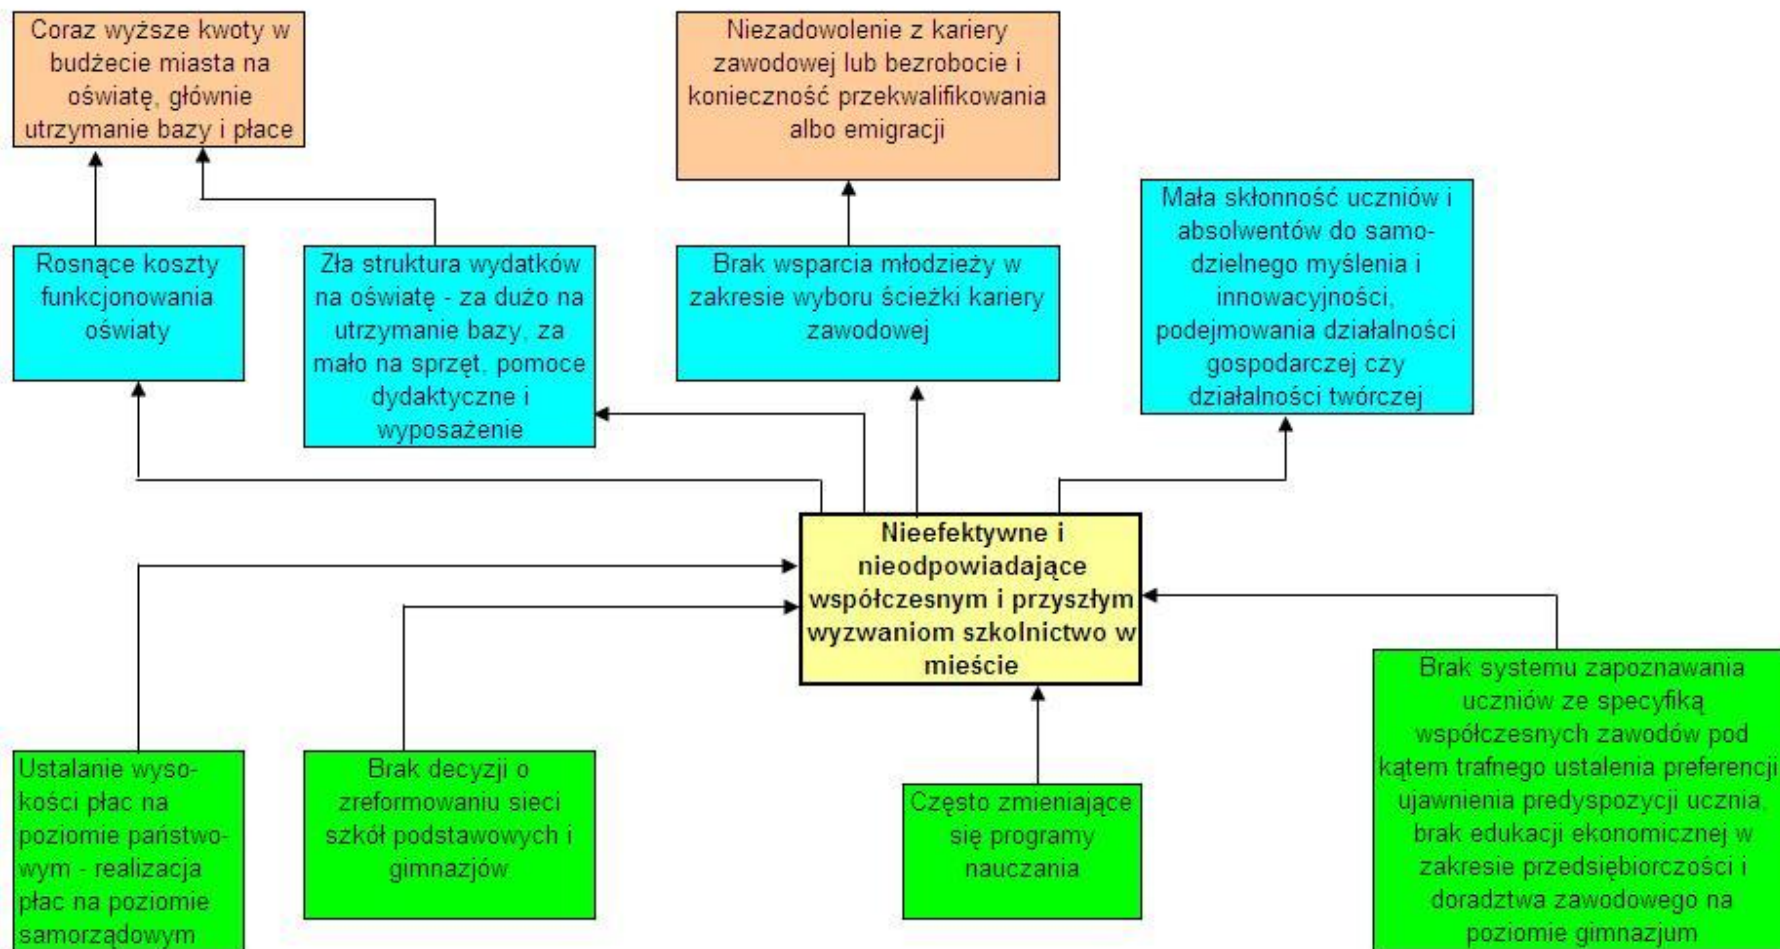 Coraz wyższe kwoty w
budżecie miasta na
oświatę, głównie
utrzymanie bazy i płace
Niezadowolenie z kariery
zawodowej lub bezrobocie i
konieczność przekwalifikowania
albo emigracji
Mała skłonność uczniów i
absolwentów do samo-
dzielnego myślenia i
innowacyjności,
podejmowania działalności
gospodarczej czy
działalności twórczej
Rosnące koszty
funkcjonowania
oświaty
Zła struktura wydatków
na oświatę - za dużo na
utrzymanie bazy, za
mało na sprzęt, pomoce
dydaktyczne i
wyposażenie
Brak wsparcia młodzieży w
zakresie wyboru ścieżki kariery
zawodowej
Nieefektywne i
nieodpowiadające
współczesnym i przyszłym
wyzwaniom szkolnictwo w
mieście
Ustalanie wyso-
kości płac na
poziomie państwo-
wym - realizacja
płac na poziomie
samorządowym
Brak decyzji o
zreformowaniu sieci
szkół podstawowych i
gimnazjów
Często zmieniające
się programy
nauczania
Brak systemu zapoznawania
uczniów ze specyfiką
współczesnych zawodów pod
kątem trafnego ustalenia preferencji
ujawnienia predyspozycji ucznia,
brak edukacji ekonomicznej w
zakresie przedsiębiorczości i
doradztwa zawodowego na
poziomie gimnazjum